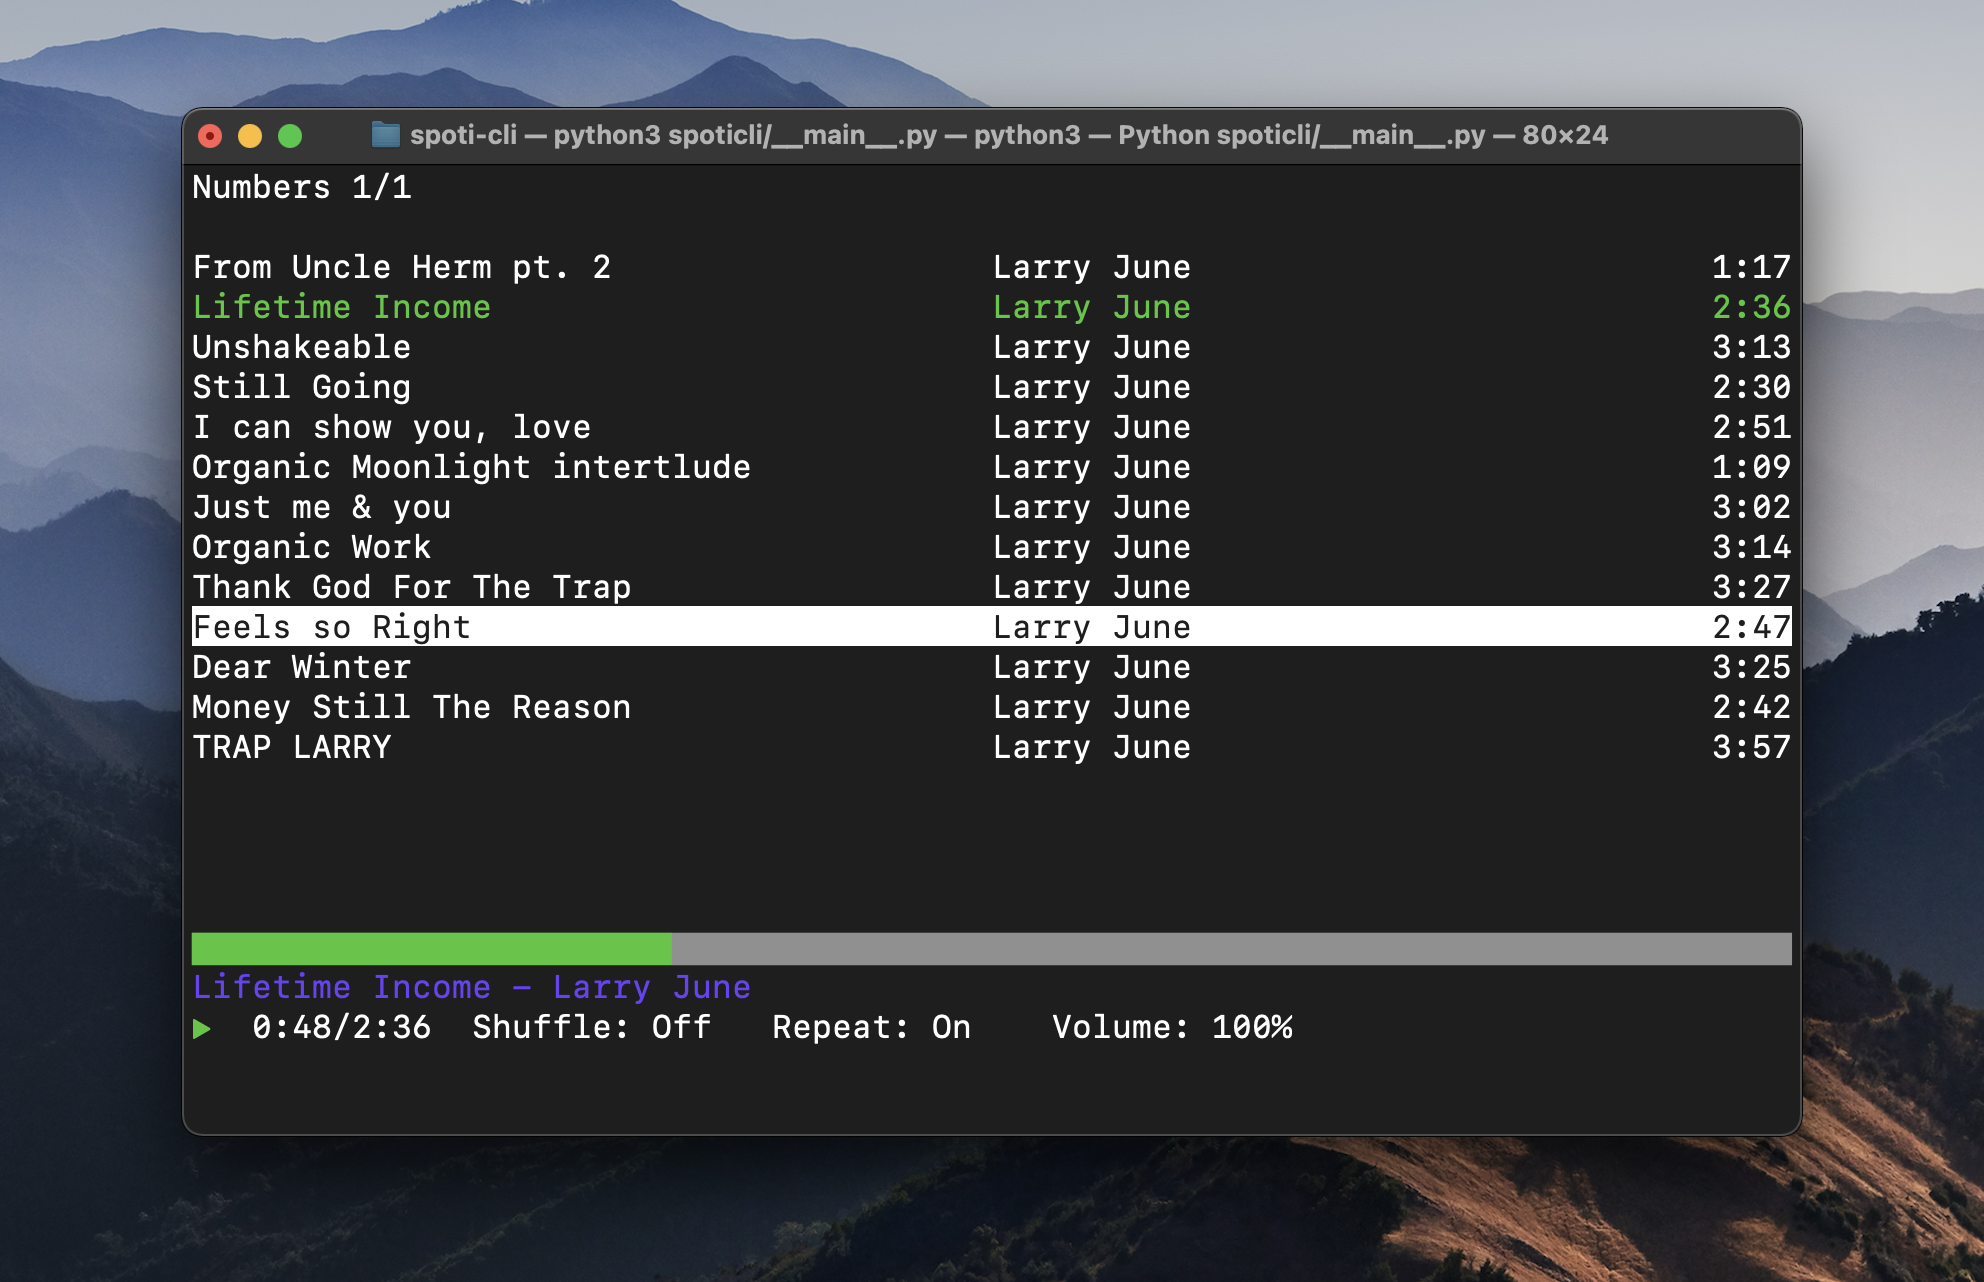 spoti-cli — python3 spoticli/__main__.py — python3 — Python spoticli/__main__.py — 80×24
Numbers 1/1
From Uncle Herm pt. 2 Larry June 1:17
Lifetime Income Larry June 2:36
Unshakeable Larry June 3:13
Still Going Larry June 2:30
I can show you, love Larry June 2:51
Organic Moonlight intertlude Larry June 1:09
Just me & you Larry June 3:02
Organic Work Larry June 3:14
Thank God For The Trap Larry June 3:27
Feels so Right Larry June 2:47
Dear Winter Larry June 3:25
Money Still The Reason Larry June 2:42
TRAP LARRY Larry June 3:57
Lifetime Income — Larry June
▶ 0:48/2:36 Shuffle: Off Repeat: On Volume: 100%